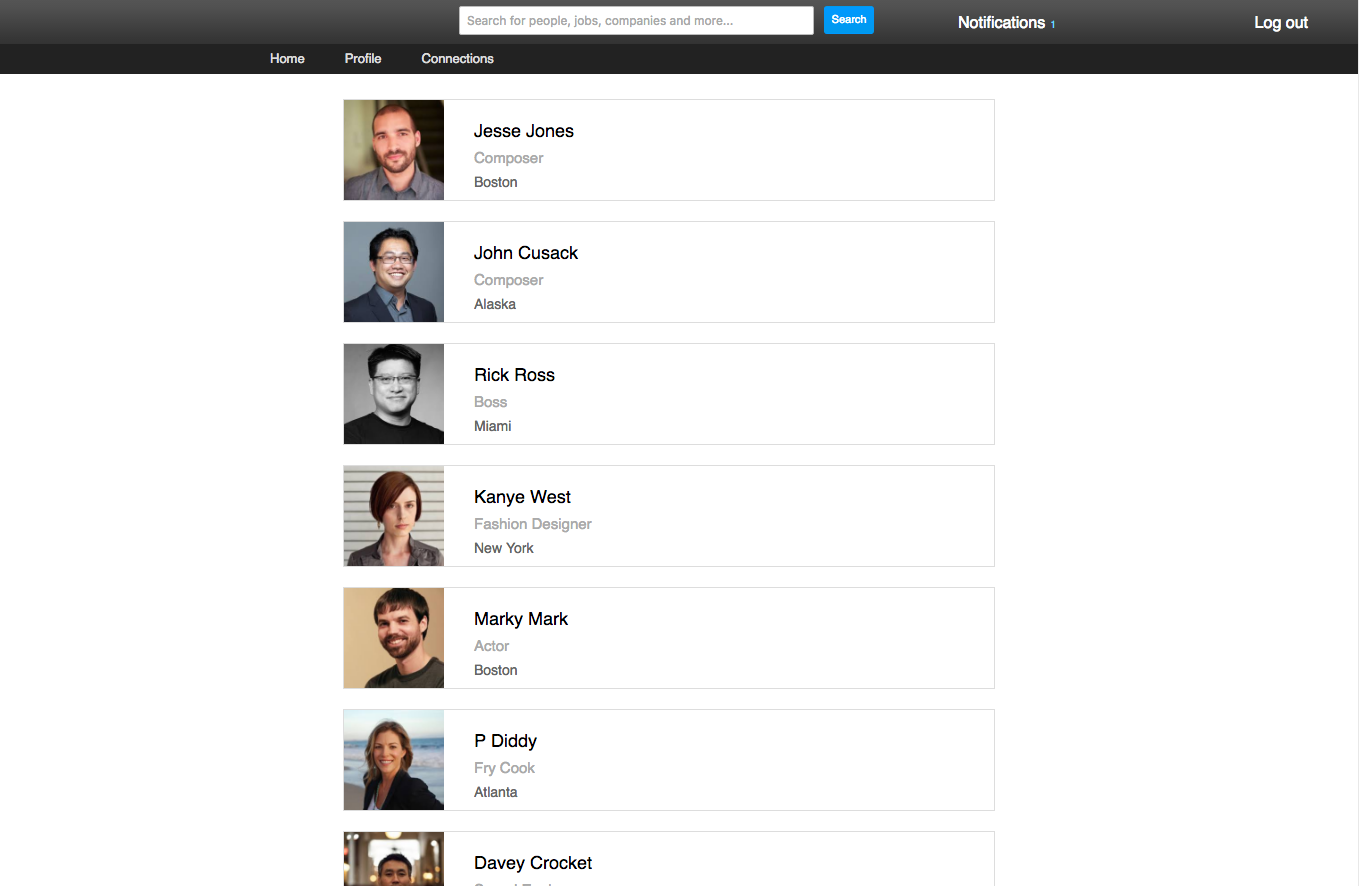 Search for people, jobs, companies and more...
Search
Notifications 1
Log out
Home
Profile
Connections
Jesse Jones
Composer
Boston
John Cusack
Composer
Alaska
Rick Ross
Boss
Miami
Kanye West
Fashion Designer
New York
Marky Mark
Actor
Boston
P Diddy
Fry Cook
Atlanta
Davey Crocket